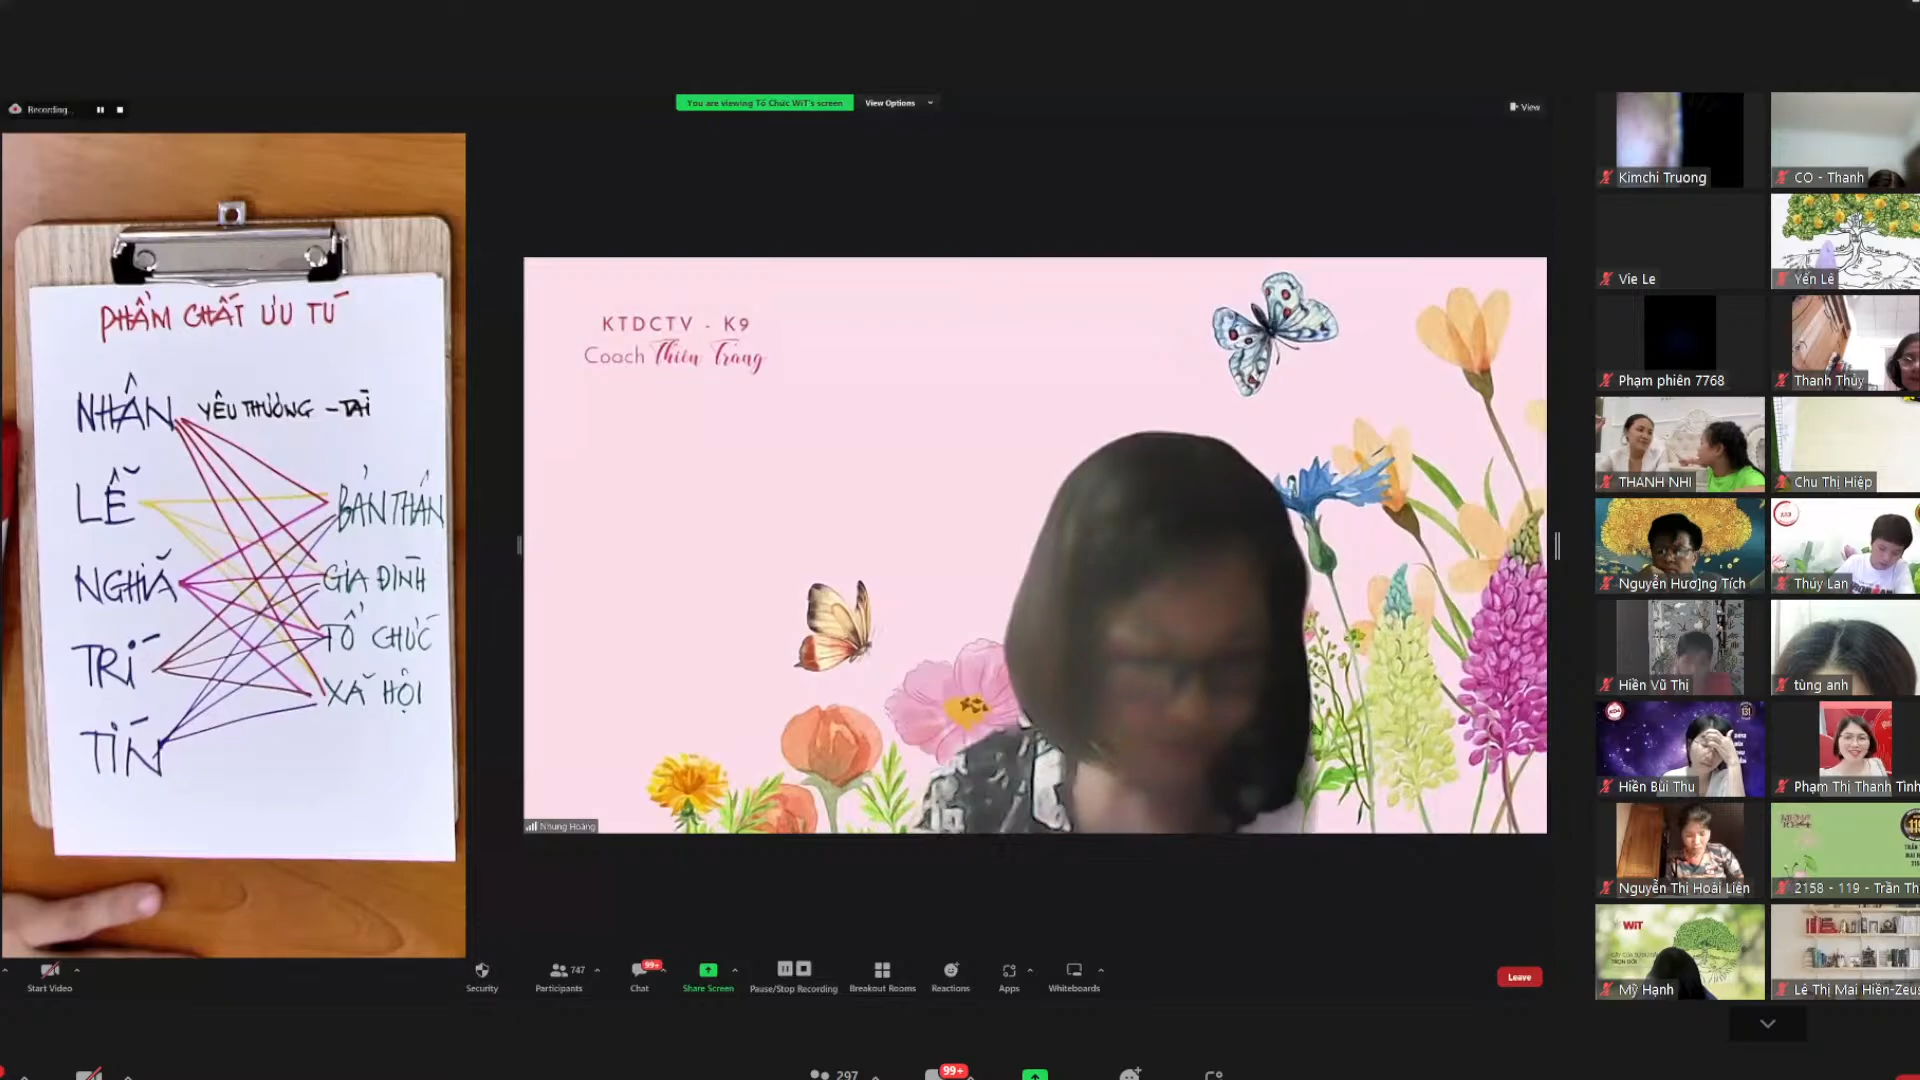 Recording...
You are viewing Tổ Chức WiT's screen
View Options
View
PHẨM CHẤT ƯU TÚ
NHÂN YÊU THƯƠNG - TÀI
LỄ
NGHĨA
TRÍ
TÍN
BẢN THÂN
GIA ĐÌNH
TỔ CHỨC
XÃ HỘI
KTDCTV - K9
Coach Thiên Trang
Nhung Hoàng
Kimchi Truong
CO - Thanh
Vie Le
Yến Lê
Phạm phiên 7768
Thanh Thủy
THANH NHI
Chu Thị Hiệp
Nguyễn Hương Tích
Thúy Lan
Hiền Vũ Thị
tùng anh
Hiền Bùi Thu
Phạm Thị Thanh Tình
Nguyễn Thị Hoài Liên
2158 - 119 - Trần Th
WiT
Mỹ Hạnh
Lê Thị Mai Hiền-Zeus
Start Video
Security
Participants
747
Chat
99+
Share Screen
Pause/Stop Recording
Breakout Rooms
Reactions
Apps
Whiteboards
Leave
297
99+